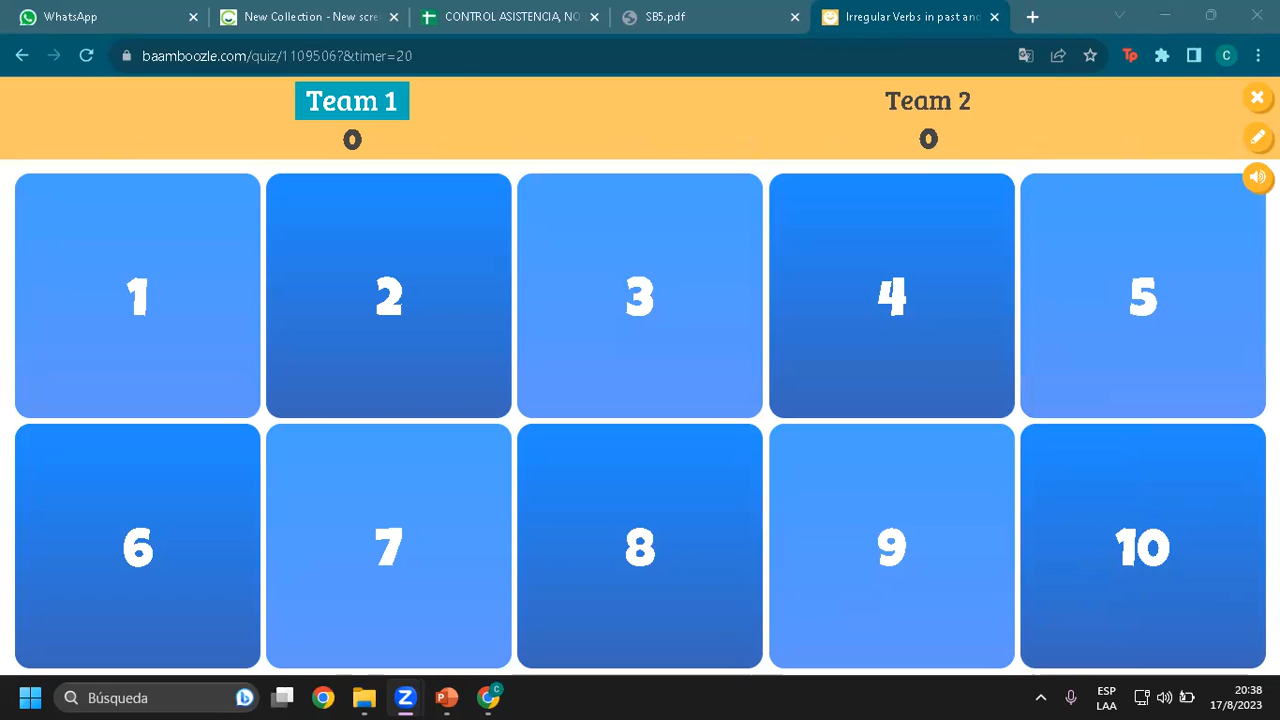 WhatsApp
New Collection - New scre
CONTROL ASISTENCIA, NO
SB5.pdf
Irregular Verbs in past and
baamboozle.com/quiz/1109506?&timer=20
Tp
C
Team 1
0
Team 2
0
1
2
3
4
5
6
7
8
9
10
Búsqueda
ESP
LAA
20:38
17/8/2023